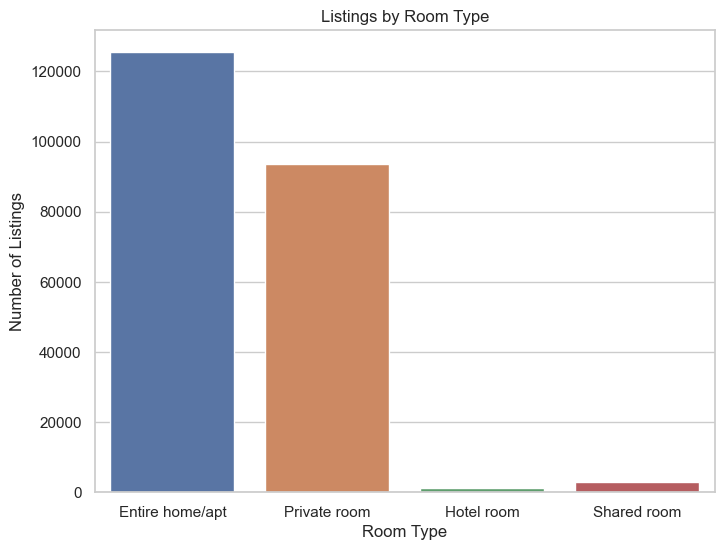 Listings by Room Type
Number of Listings
120000
100000
80000
60000
40000
20000
0
Entire home/apt
Private room
Hotel room
Shared room
Room Type